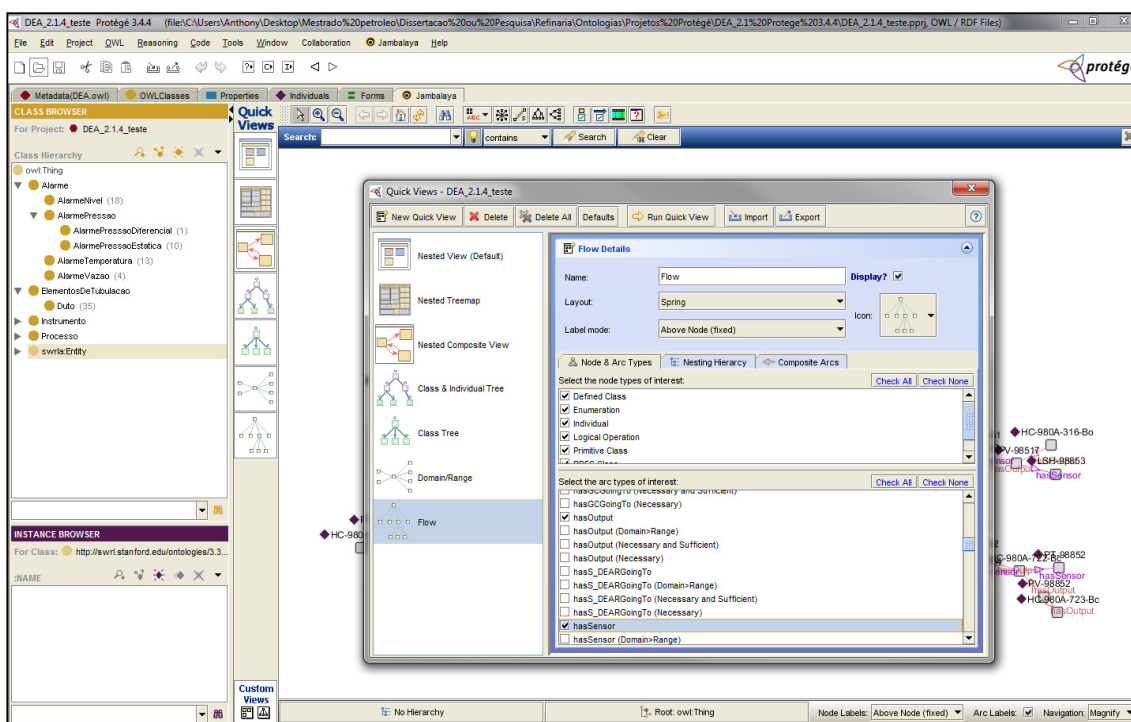 DEA_2.1.4_teste Protégé 3.4.4 (file:\C:\Users\Anthony\Desktop\Mestrado%20petroleo\Dissertacao%20ou%20Pesquisa\Refinaria\Ontologias\Projetos%20Protégé\DEA_2.1%20Protege%203.4.4\DEA_2.1.4_teste.pprj, OWL / RDF Files)
File Edit Project OWL Reasoning Code Tools Window Collaboration Jambalaya Help
protégé
Metadata(DEA.owl) OWLClasses Properties Individuals Forms Jambalaya
CLASS BROWSER
For Project: DEA_2.1.4_teste
Class Hierarchy
owl:Thing
Alarme
AlarmeNivel (18)
AlarmePressao
AlarmePressaoDiferencial (1)
AlarmePressaoEstatica (10)
AlarmeTemperatura (13)
AlarmeVazao (4)
ElementosDeTubulacao
Duto (35)
Instrumento
Processo
swrla:Entity
INSTANCE BROWSER
For Class: http://swrl.stanford.edu/ontologies/3.3...
:NAME
Quick Views
Custom Views
Search: contains Search Clear
Quick Views - DEA_2.1.4_teste
New Quick View Delete Delete All Defaults Run Quick View Import Export
Nested View (Default)
Nested Treemap
Nested Composite View
Class & Individual Tree
Class Tree
Domain/Range
Flow
Flow Details
Name: Flow Display?
Layout: Spring
Icon:
Label mode: Above Node (fixed)
Node & Arc Types Nesting Hierarcy Composite Arcs
Select the node types of interest: Check All Check None
Defined Class
Enumeration
Individual
Logical Operation
Primitive Class
Select the arc types of interest: Check All Check None
hasGCGoingTo (Necessary and Sufficient)
hasGCGoingTo (Necessary)
hasOutput
hasOutput (Domain>Range)
hasOutput (Necessary and Sufficient)
hasOutput (Necessary)
hasS_DEARGoingTo
hasS_DEARGoingTo (Domain>Range)
hasS_DEARGoingTo (Necessary and Sufficient)
hasS_DEARGoingTo (Necessary)
hasSensor
hasSensor (Domain>Range)
HC-980
HC-980A-316-Bo
PV-98517
LSH-98853
hasSensor
PT-98852
hasSensor
PV-98852
hasOutput
HC-980A-723-Bc
hasOutput
No Hierarchy Root: owl:Thing Node Labels: Above Node (fixed) Arc Labels: Navigation: Magnify